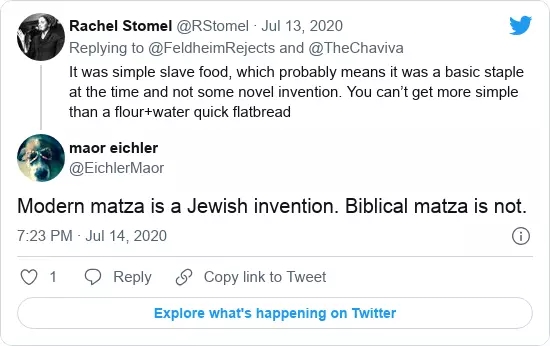 Rachel Stomel @RStomel · Jul 13, 2020
Replying to @FeldheimRejects and @TheChaviva
It was simple slave food, which probably means it was a basic staple
at the time and not some novel invention. You can’t get more simple
than a flour+water quick flatbread
maor eichler
@EichlerMaor
Modern matza is a Jewish invention. Biblical matza is not.
7:23 PM · Jul 14, 2020
1 Reply Copy link to Tweet
Explore what's happening on Twitter